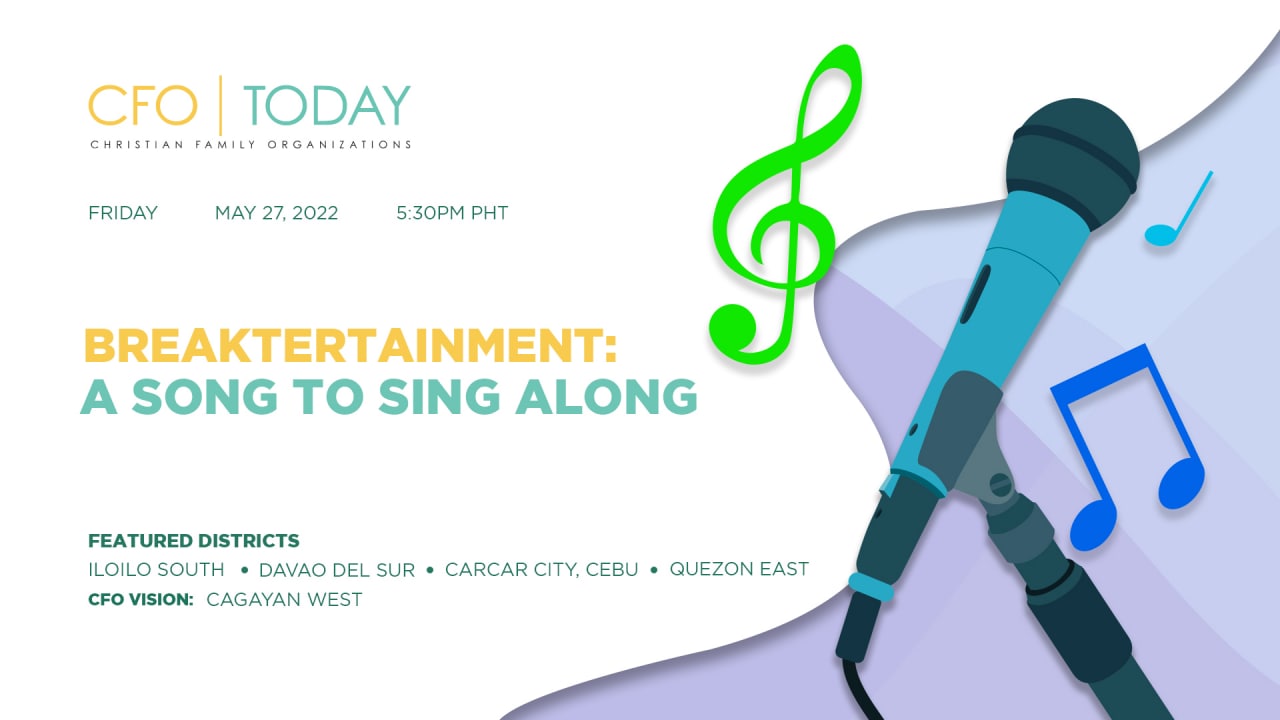 CFO | TODAY
CHRISTIAN FAMILY ORGANIZATIONS
FRIDAY MAY 27, 2022 5:30PM PHT
BREAKTERTAINMENT:
A SONG TO SING ALONG
FEATURED DISTRICTS
ILOILO SOUTH • DAVAO DEL SUR • CARCAR CITY, CEBU • QUEZON EAST
CFO VISION: CAGAYAN WEST